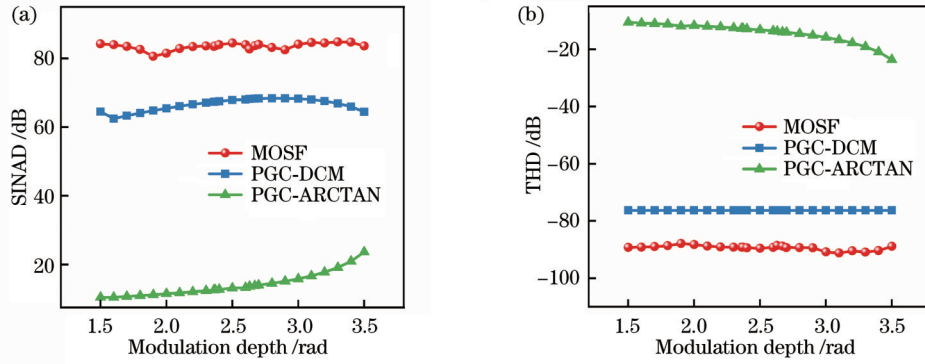 (a)
SINAD /dB
80
60
40
20
MOSF
PGC-DCM
PGC-ARCTAN
1.5 2.0 2.5 3.0 3.5
Modulation depth /rad
(b)
THD /dB
-20
-40
-60
-80
-100
MOSF
PGC-DCM
PGC-ARCTAN
1.5 2.0 2.5 3.0 3.5
Modulation depth /rad